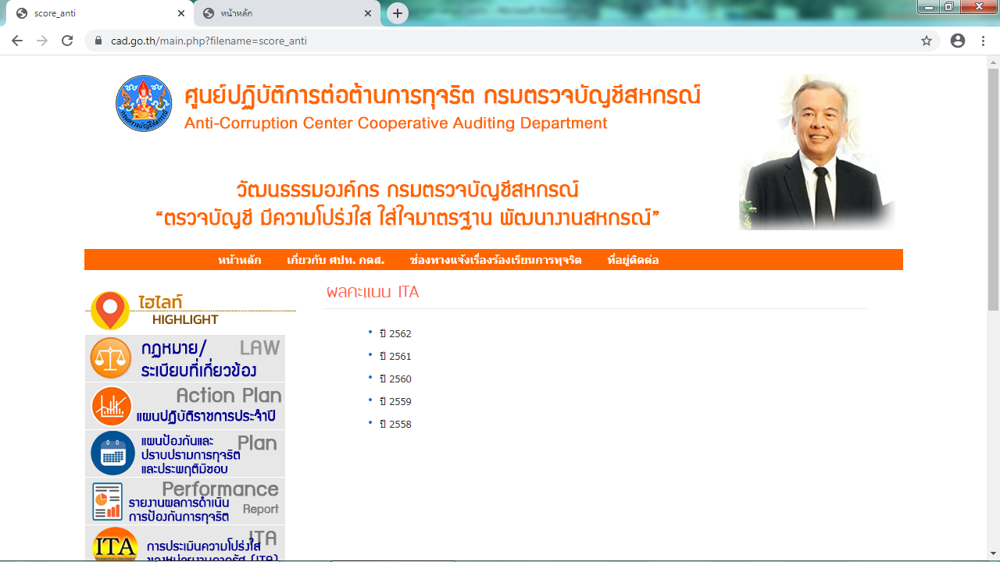 score_anti
หน้าหลัก
cad.go.th/main.php?filename=score_anti
ศูนย์ปฏิบัติการต่อต้านการทุจริต กรมตรวจบัญชีสหกรณ์
Anti-Corruption Center Cooperative Auditing Department
วัฒนธรรมองค์กร กรมตรวจบัญชีสหกรณ์
“ตรวจบัญชี มีความโปร่งใส ใส่ใจมาตรฐาน พัฒนางานสหกรณ์”
หน้าหลัก เกี่ยวกับ ศปท. กตส. ช่องทางแจ้งเรื่องร้องเรียนการทุจริต ที่อยู่ติดต่อ
ไฮไลท์
HIGHLIGHT
กฎหมาย/ LAW
ระเบียบที่เกี่ยวข้อง
Action Plan
แผนปฏิบัติราชการประจำปี
แผนป้องกันและ Plan
ปราบปรามการทุจริต
และประพฤติมิชอบ
Performance
รายงานผลการดำเนิน Report
การป้องกันการทุจริต
ITA
ITA การประเมินความโปร่งใส
ของหน่วยงานภาครัฐ (ITA)
ผลคะแนน ITA
ปี 2562
ปี 2561
ปี 2560
ปี 2559
ปี 2558